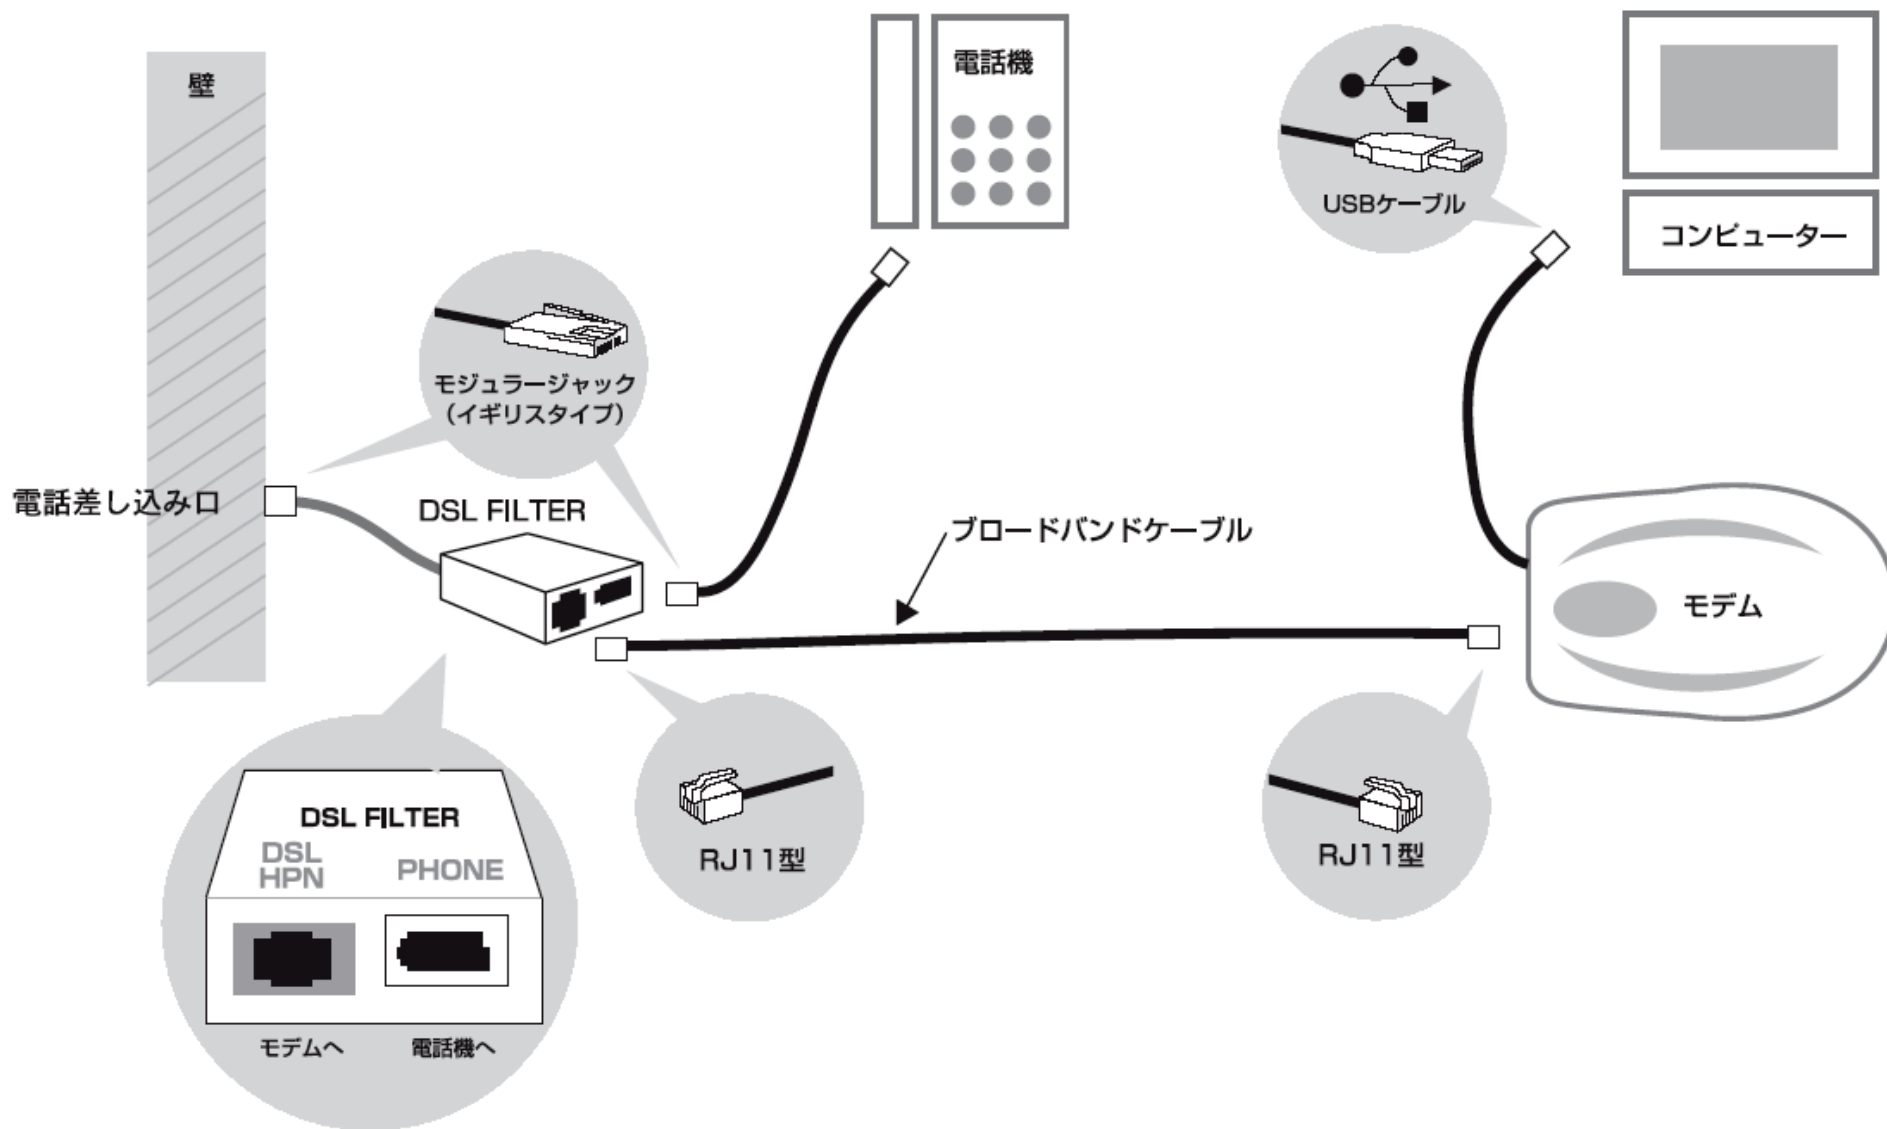 壁
電話機
USBケーブル
コンピューター
モジュラージャック
（イギリスタイプ）
電話差し込み口
DSL FILTER
ブロードバンドケーブル
モデム
DSL FILTER
DSL
HPN
PHONE
モデムへ
電話機へ
RJ11型
RJ11型